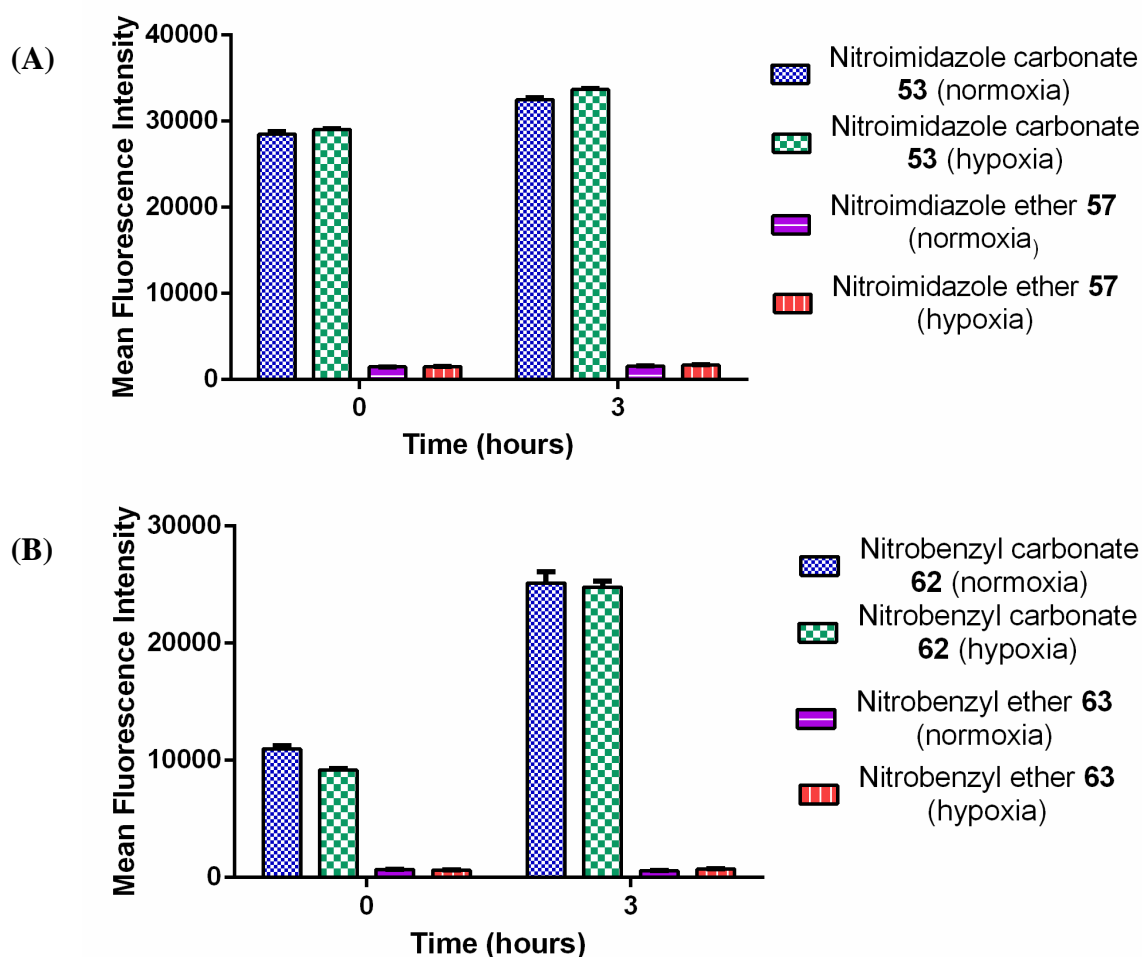 (A)
Mean Fluorescence Intensity
40000
30000
20000
10000
0
0
3
Time (hours)
Nitroimidazole carbonate
53 (normoxia)
Nitroimidazole carbonate
53 (hypoxia)
Nitroimdiazole ether 57
(normoxia)
Nitroimidazole ether 57
(hypoxia)
(B)
Mean Fluorescence Intensity
30000
20000
10000
0
0
3
Time (hours)
Nitrobenzyl carbonate
62 (normoxia)
Nitrobenzyl carbonate
62 (hypoxia)
Nitrobenzyl ether 63
(normoxia)
Nitrobenzyl ether 63
(hypoxia)